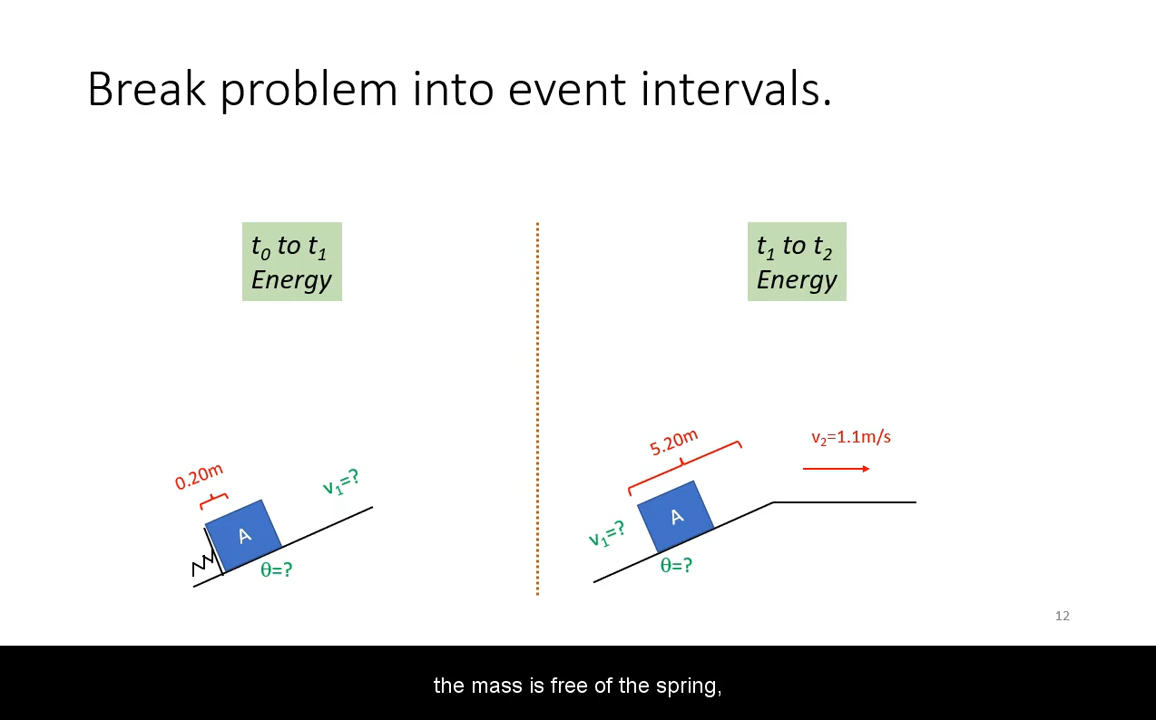 Break problem into event intervals.
t₀ to t₁
Energy
t₁ to t₂
Energy
0.20m
v₁=?
A
θ=?
5.20m
v₂=1.1m/s
v₁=?
A
θ=?
12
the mass is free of the spring,